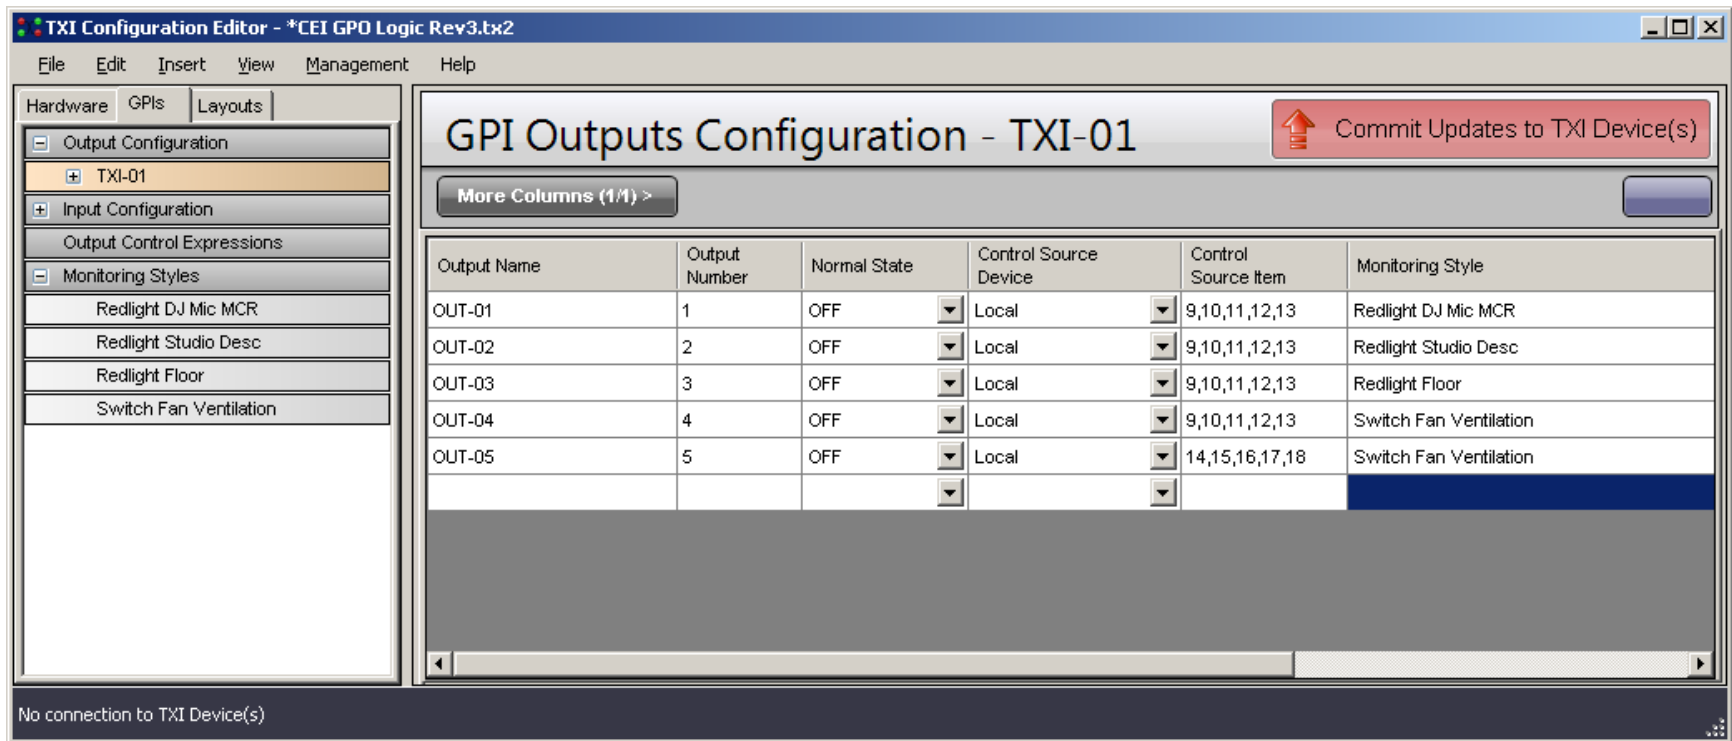 TXI Configuration Editor - *CEI GPO Logic Rev3.tx2
File Edit Insert View Management Help
Hardware GPIs Layouts
Output Configuration
TXI-01
Input Configuration
Output Control Expressions
Monitoring Styles
Redlight DJ Mic MCR
Redlight Studio Desc
Redlight Floor
Switch Fan Ventilation
GPI Outputs Configuration - TXI-01
Commit Updates to TXI Device(s)
More Columns (1/1) >
Output Name Output Number Normal State Control Source Device Control Source Item Monitoring Style
OUT-01 1 OFF Local 9,10,11,12,13 Redlight DJ Mic MCR
OUT-02 2 OFF Local 9,10,11,12,13 Redlight Studio Desc
OUT-03 3 OFF Local 9,10,11,12,13 Redlight Floor
OUT-04 4 OFF Local 9,10,11,12,13 Switch Fan Ventilation
OUT-05 5 OFF Local 14,15,16,17,18 Switch Fan Ventilation
No connection to TXI Device(s)